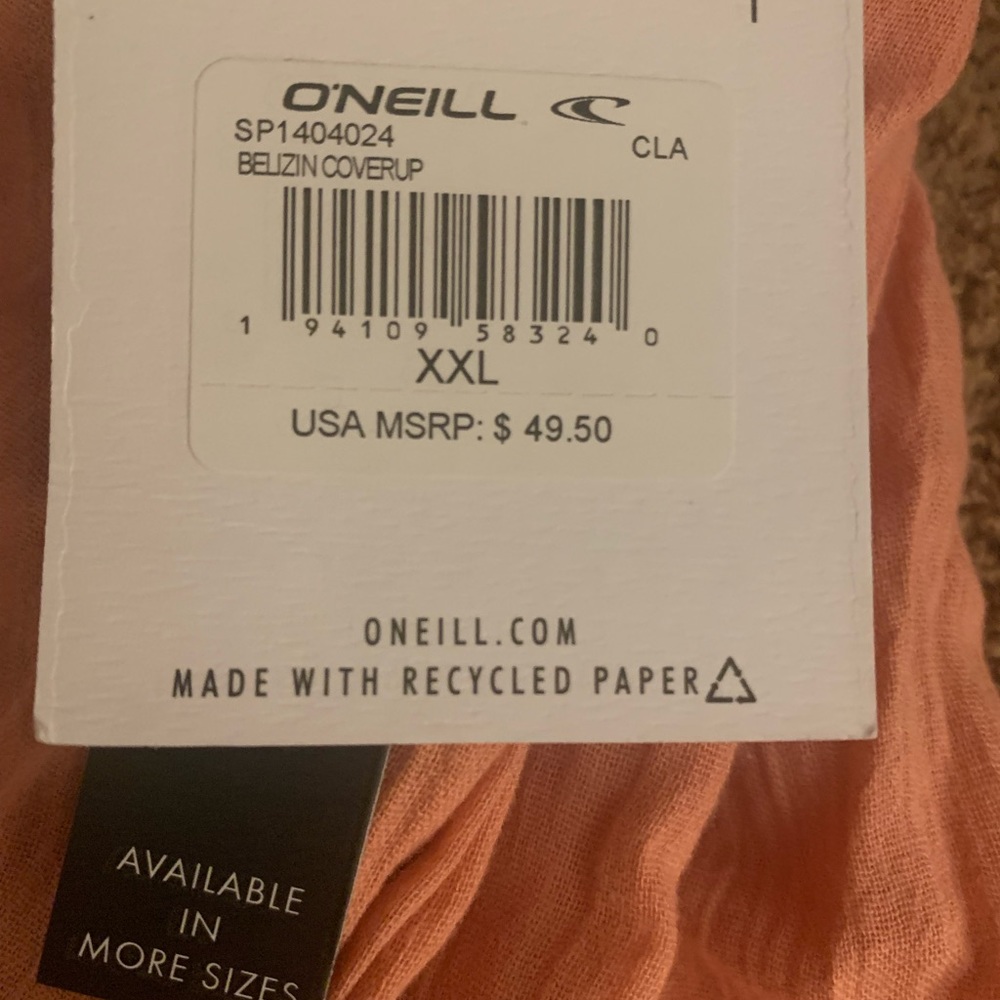 O'NEILL
SP1404024
CLA
BELIZIN COVERUP
1 94109 58324 0
XXL
USA MSRP: $ 49.50
ONEILL.COM
MADE WITH RECYCLED PAPER
AVAILABLE
IN
MORE SIZES